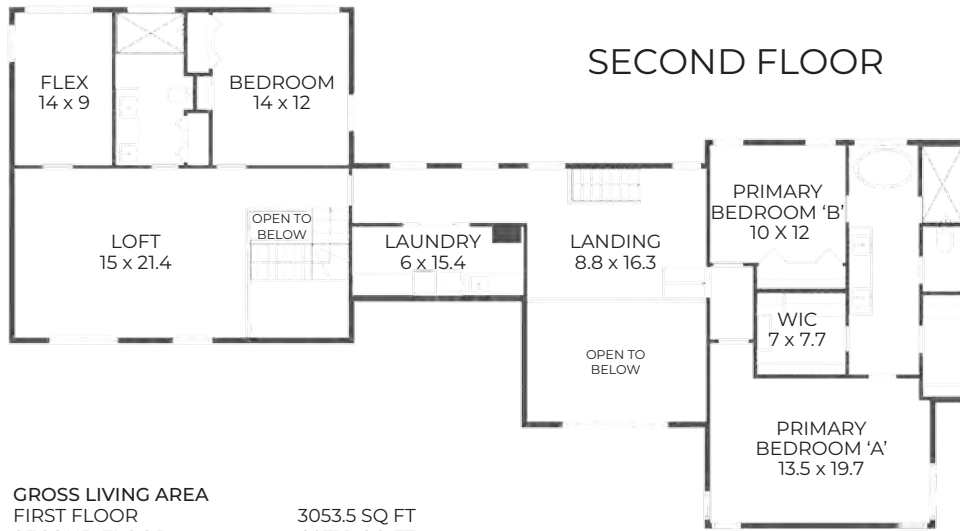 SECOND FLOOR
FLEX
14 x 9
BEDROOM
14 x 12
LOFT
15 x 21.4
OPEN TO
BELOW
LAUNDRY
6 x 15.4
LANDING
8.8 x 16.3
PRIMARY
BEDROOM ‘B’
10 X 12
WIC
7 x 7.7
OPEN TO
BELOW
PRIMARY
BEDROOM ‘A’
13.5 x 19.7
GROSS LIVING AREA
FIRST FLOOR 3053.5 SQ FT